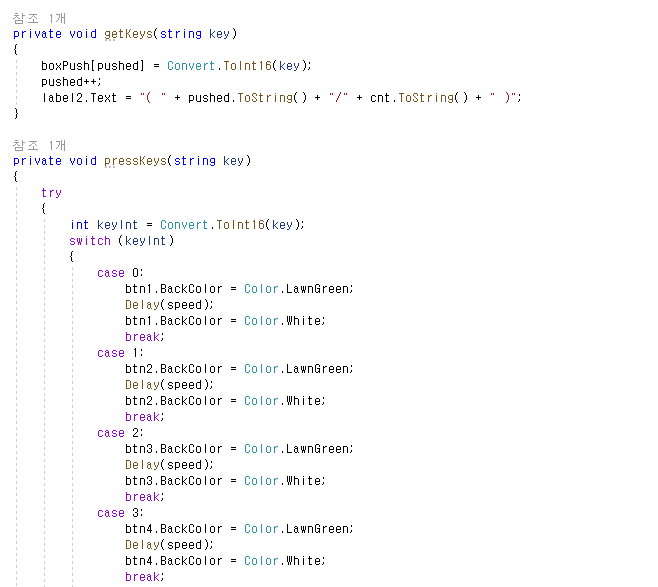 참조 1개
private void getKeys(string key)
{
boxPush[pushed] = Convert.ToInt16(key);
pushed++;
label2.Text = "( " + pushed.ToString() + "/" + cnt.ToString() + " )";
}
참조 1개
private void pressKeys(string key)
{
try
{
int keyInt = Convert.ToInt16(key);
switch (keyInt)
{
case 0:
btn1.BackColor = Color.LawnGreen;
Delay(speed);
btn1.BackColor = Color.White;
break;
case 1:
btn2.BackColor = Color.LawnGreen;
Delay(speed);
btn2.BackColor = Color.White;
break;
case 2:
btn3.BackColor = Color.LawnGreen;
Delay(speed);
btn3.BackColor = Color.White;
break;
case 3:
btn4.BackColor = Color.LawnGreen;
Delay(speed);
btn4.BackColor = Color.White;
break;